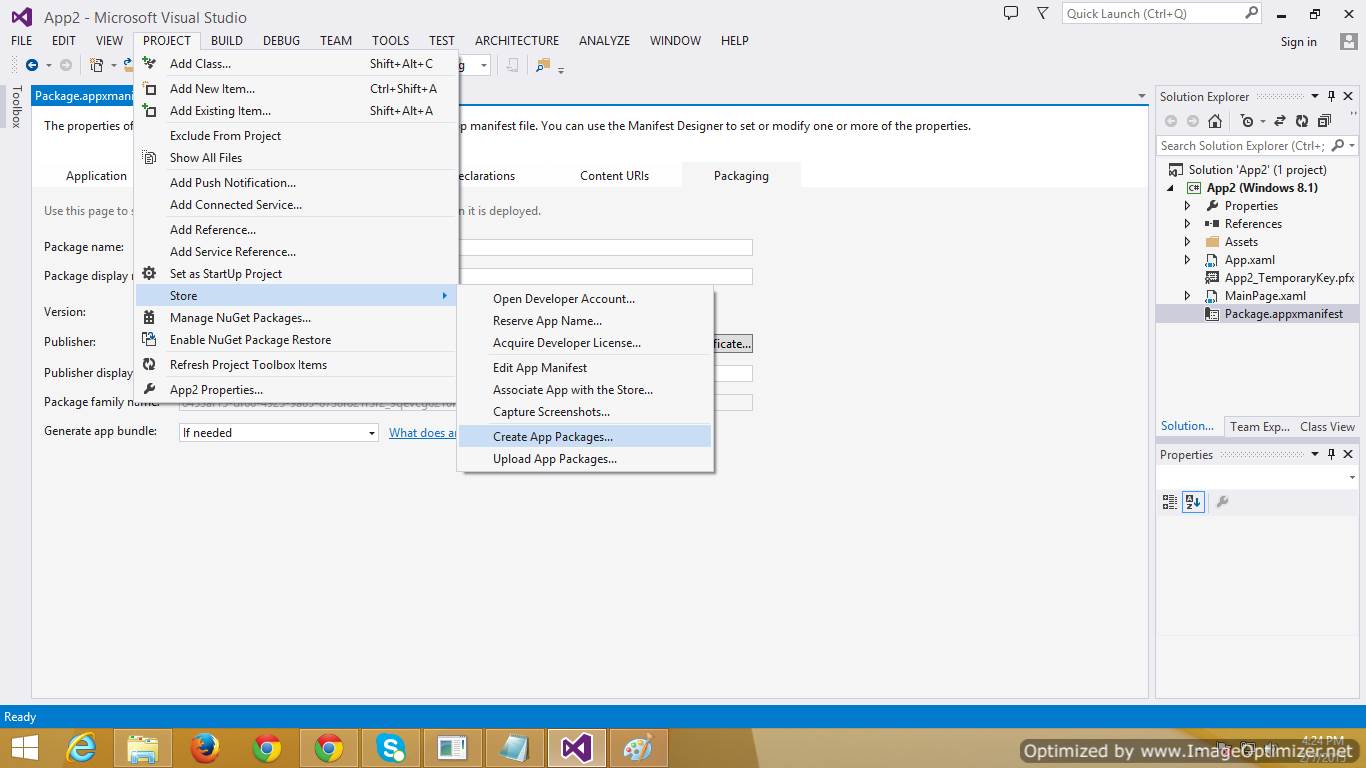 App2 - Microsoft Visual Studio
Quick Launch (Ctrl+Q)
FILE EDIT VIEW PROJECT BUILD DEBUG TEAM TOOLS TEST ARCHITECTURE ANALYZE WINDOW HELP
Sign in
Toolbox
Package.appxmani
The properties of
p manifest file. You can use the Manifest Designer to set or modify one or more of the properties.
Application
eclarations
Content URIs
Packaging
Use this page to s
n it is deployed.
Package name:
Package display n
Version:
Publisher:
ficate...
Publisher display
Package family name:
Generate app bundle:
If needed
What does an
Add Class... Shift+Alt+C
Add New Item... Ctrl+Shift+A
Add Existing Item... Shift+Alt+A
Exclude From Project
Show All Files
Add Push Notification...
Add Connected Service...
Add Reference...
Add Service Reference...
Set as StartUp Project
Store
Manage NuGet Packages...
Enable NuGet Package Restore
Refresh Project Toolbox Items
App2 Properties...
Open Developer Account...
Reserve App Name...
Acquire Developer License...
Edit App Manifest
Associate App with the Store...
Capture Screenshots...
Create App Packages...
Upload App Packages...
Solution Explorer
Search Solution Explorer (Ctrl+;
Solution 'App2' (1 project)
C# App2 (Windows 8.1)
Properties
References
Assets
App.xaml
App2_TemporaryKey.pfx
MainPage.xaml
Package.appxmanifest
Solution... Team Exp... Class View
Properties
Ready
4:24 PM
Optimized by www.ImageOptimizer.net